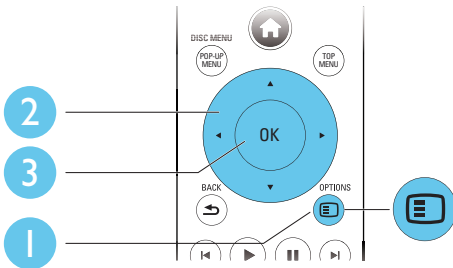 DISC MENU
POP-UP
MENU
TOP
MENU
2
OK
3
BACK
OPTIONS
1